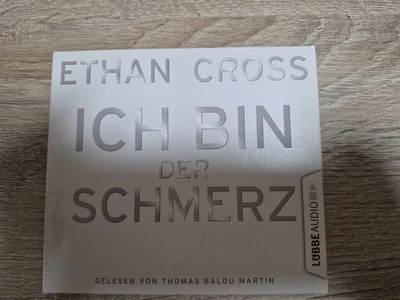 ETHAN CROSS
ICH BIN
DER
SCHMERZ
LÜBBE AUDIO
GELESEN VON THOMAS BALOU MARTIN